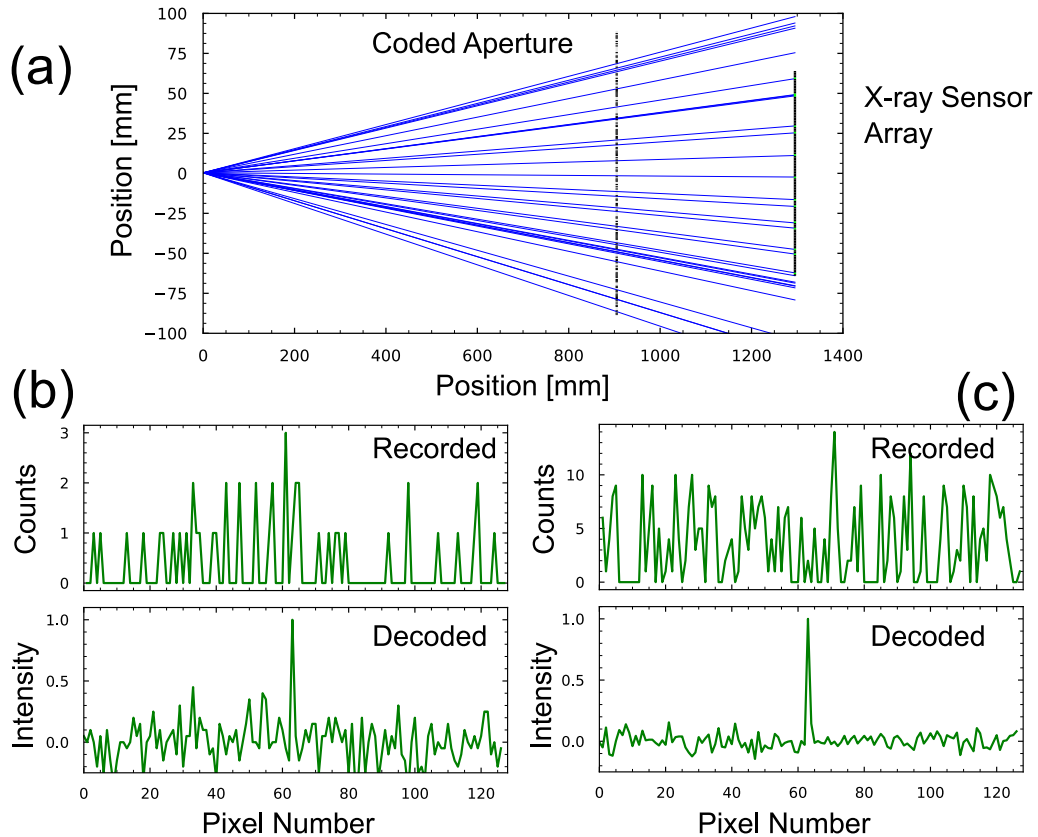 (a)
Coded Aperture
100
75
50
25
0
−25
−50
−75
−100
Position [mm]
0 200 400 600 800 1000 1200 1400
Position [mm]
X-ray Sensor
Array
(b)
Recorded
3
2
1
0
Counts
Decoded
1.0
0.5
0.0
Intensity
0 20 40 60 80 100 120
Pixel Number
(c)
Recorded
10
5
0
Counts
Decoded
1.0
0.5
0.0
Intensity
0 20 40 60 80 100 120
Pixel Number